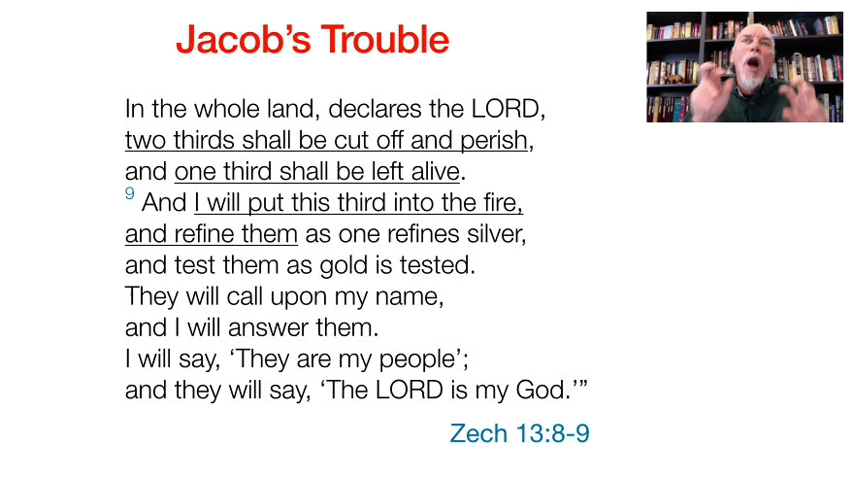 Jacob’s Trouble
In the whole land, declares the LORD,
two thirds shall be cut off and perish,
and one third shall be left alive.
9 And I will put this third into the fire,
and refine them as one refines silver,
and test them as gold is tested.
They will call upon my name,
and I will answer them.
I will say, ‘They are my people’;
and they will say, ‘The LORD is my God.’”
Zech 13:8-9